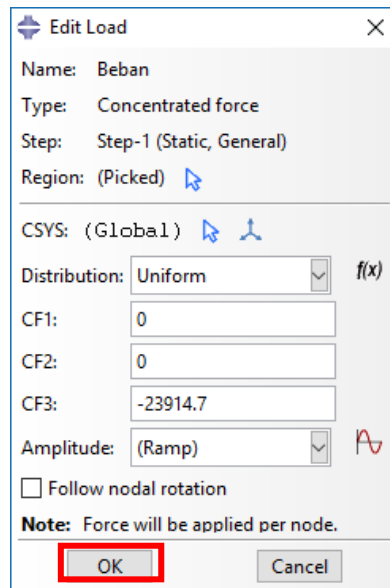 Edit Load
Name: Beban
Type: Concentrated force
Step: Step-1 (Static, General)
Region: (Picked)
CSYS: (Global)
Distribution: Uniform f(x)
CF1: 0
CF2: 0
CF3: -23914.7
Amplitude: (Ramp)
Follow nodal rotation
Note: Force will be applied per node.
OK Cancel